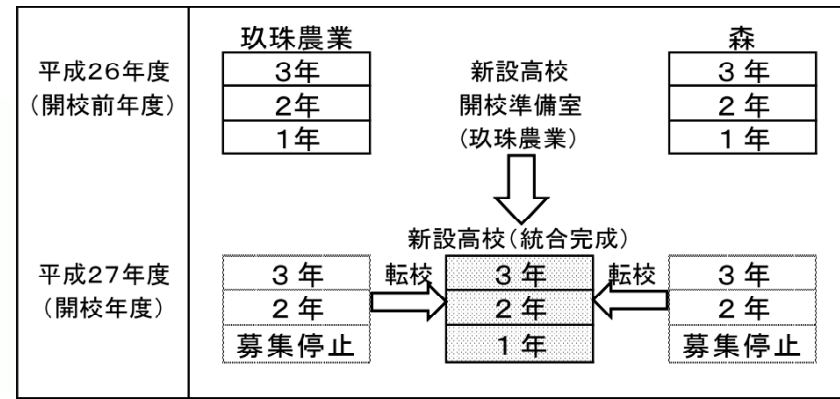 玖珠農業
森
平成26年度
(開校前年度)
3年
2年
1年
新設高校
開校準備室
(玖珠農業)
3年
2年
1年
新設高校(統合完成)
平成27年度
(開校年度)
3年
2年
募集停止
転校
3年
2年
1年
転校
3年
2年
募集停止